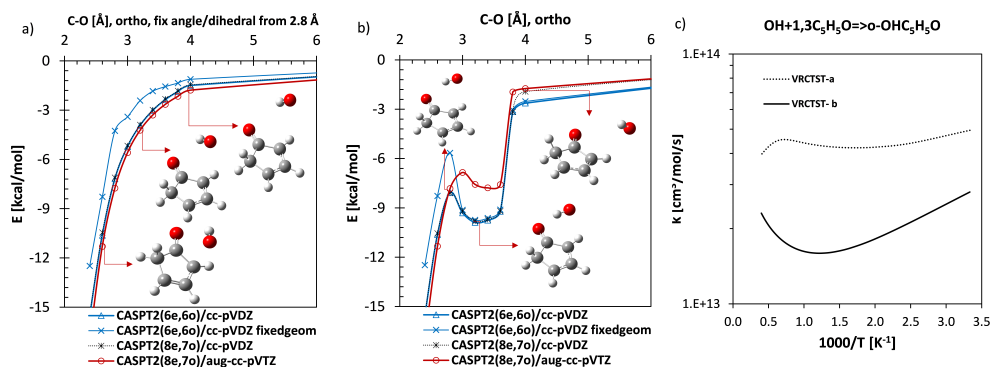 a)
C-O [Å], ortho, fix angle/dihedral from 2.8 Å
2 3 4 5 6
0
-3
-6
-9
-12
-15
E [kcal/mol]
CASPT2(6e,6o)/cc-pVDZ
CASPT2(6e,6o)/cc-pVDZ fixedgeom
CASPT2(8e,7o)/cc-pVDZ
CASPT2(8e,7o)/aug-cc-pVTZ
b)
C-O [Å], ortho
2 3 4 5 6
0
-3
-6
-9
-12
-15
E [kcal/mol]
CASPT2(6e,6o)/cc-pVDZ
CASPT2(6e,6o)/cc-pVDZ fixedgeom
CASPT2(8e,7o)/cc-pVDZ
CASPT2(8e,7o)/aug-cc-pVTZ
c)
OH+1,3C₅H₅O=>o-OHC₅H₅O
1.E+14
VRCTST-a
VRCTST- b
K [cm³/mol/s]
1.E+13
0.0 0.5 1.0 1.5 2.0 2.5 3.0 3.5
1000/T [K⁻¹]